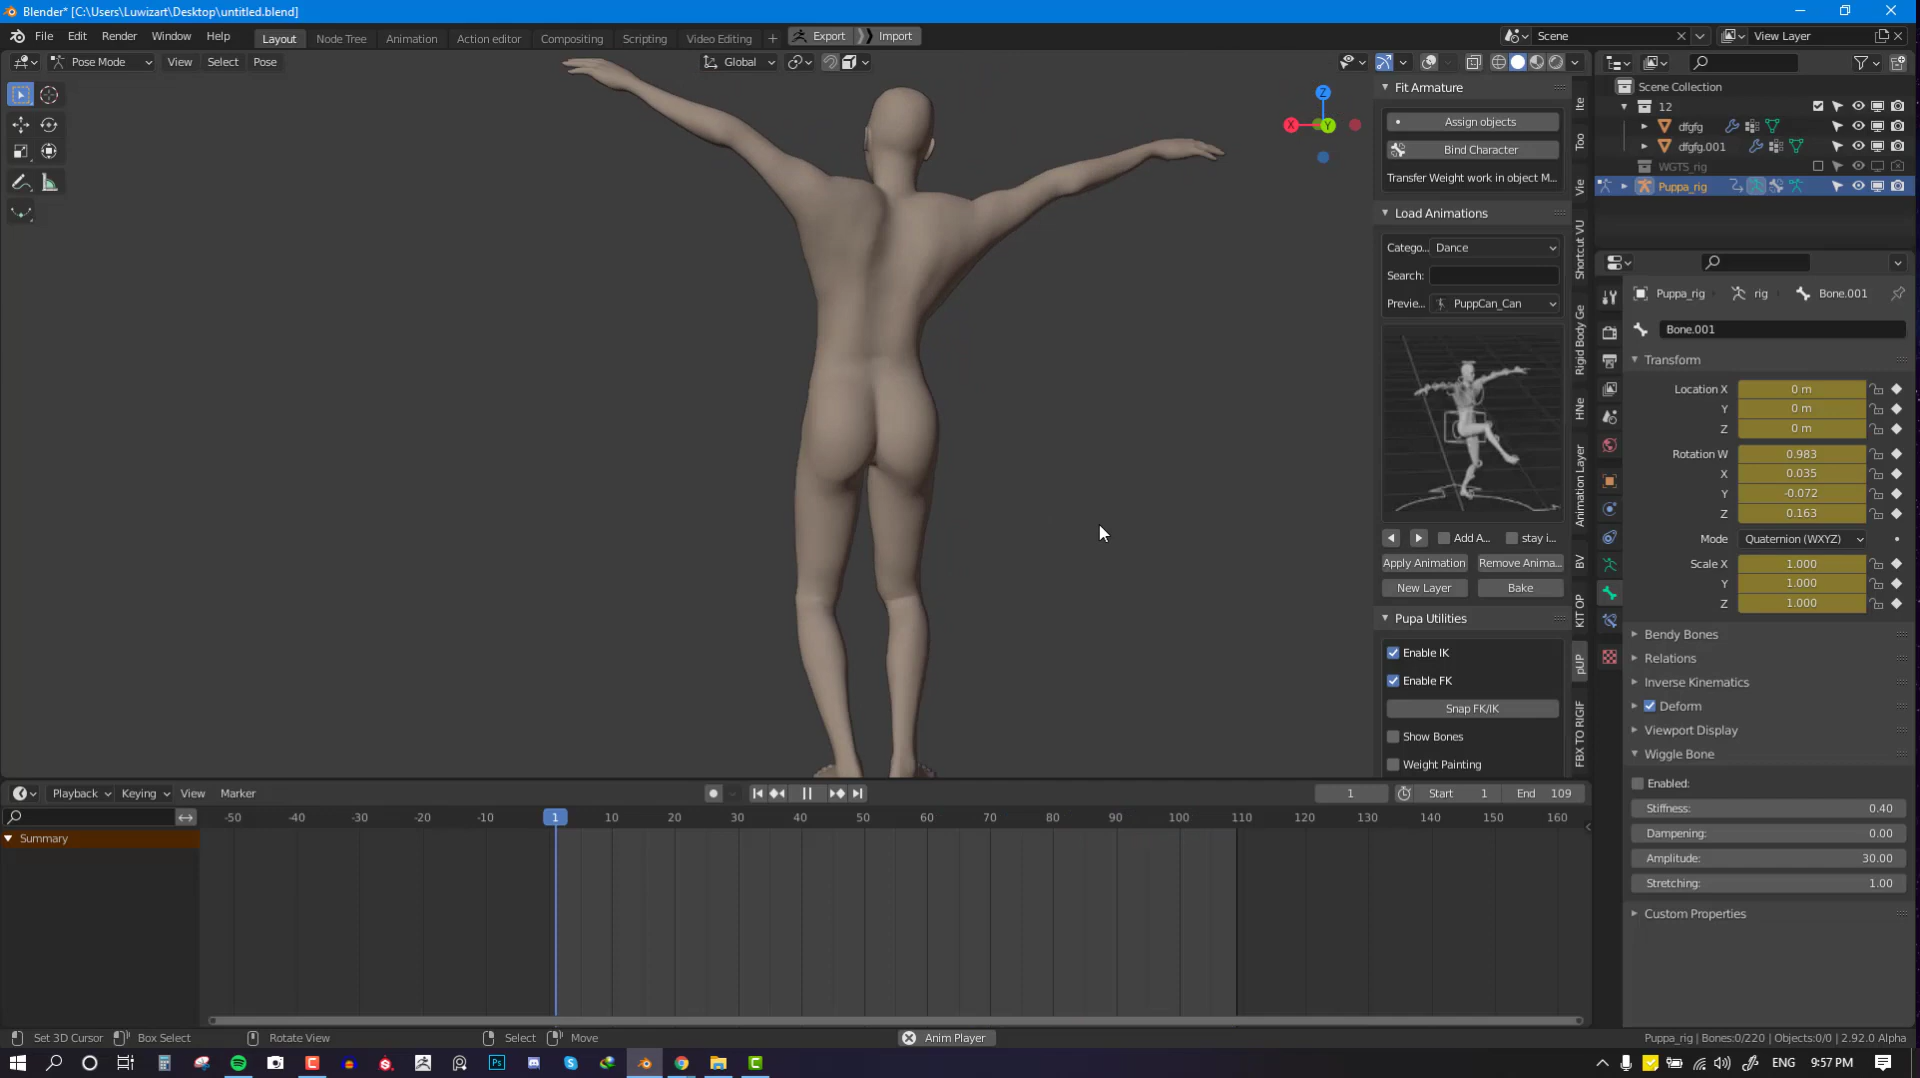 Blender* [C:\Users\Luwizart\Desktop\untitled.blend]
File Edit Render Window Help
Layout Node Tree Animation Action editor Compositing Scripting Video Editing + Export Import
Scene View Layer
Pose Mode View Select Pose Global
Z
X Y
Fit Armature
Assign objects
Bind Character
Transfer Weight work in object M...
Load Animations
Catego... Dance
Search:
Previe... PuppCan_Can
Add A... stay i...
Apply Animation Remove Anima...
New Layer Bake
Pupa Utilities
Enable IK
Enable FK
Snap FK/IK
Show Bones
Weight Painting
Ite
Too
Vie
Shortcut VU
Rigid Body Ge
HNe
Animation Layer
BV
KIT OP
pUP
FBX TO RIGIF
Scene Collection
12
dfgfg
dfgfg.001
WGTS_rig
Puppa_rig
Puppa_rig rig Bone.001
Bone.001
Transform
Location X 0 m
Y 0 m
Z 0 m
Rotation W 0.983
X 0.035
Y -0.072
Z 0.163
Mode Quaternion (WXYZ)
Scale X 1.000
Y 1.000
Z 1.000
Bendy Bones
Relations
Inverse Kinematics
Deform
Viewport Display
Wiggle Bone
Enabled:
Stiffness: 0.40
Dampening: 0.00
Amplitude: 30.00
Stretching: 1.00
Custom Properties
Playback Keying View Marker
1 Start 1 End 109
-50 -40 -30 -20 -10 1 10 20 30 40 50 60 70 80 90 100 110 120 130 140 150 160
Summary
Set 3D Cursor Box Select Rotate View Select Move Anim Player
Puppa_rig | Bones:0/220 | Objects:0/0 | 2.92.0 Alpha
Ps
ENG 9:57 PM